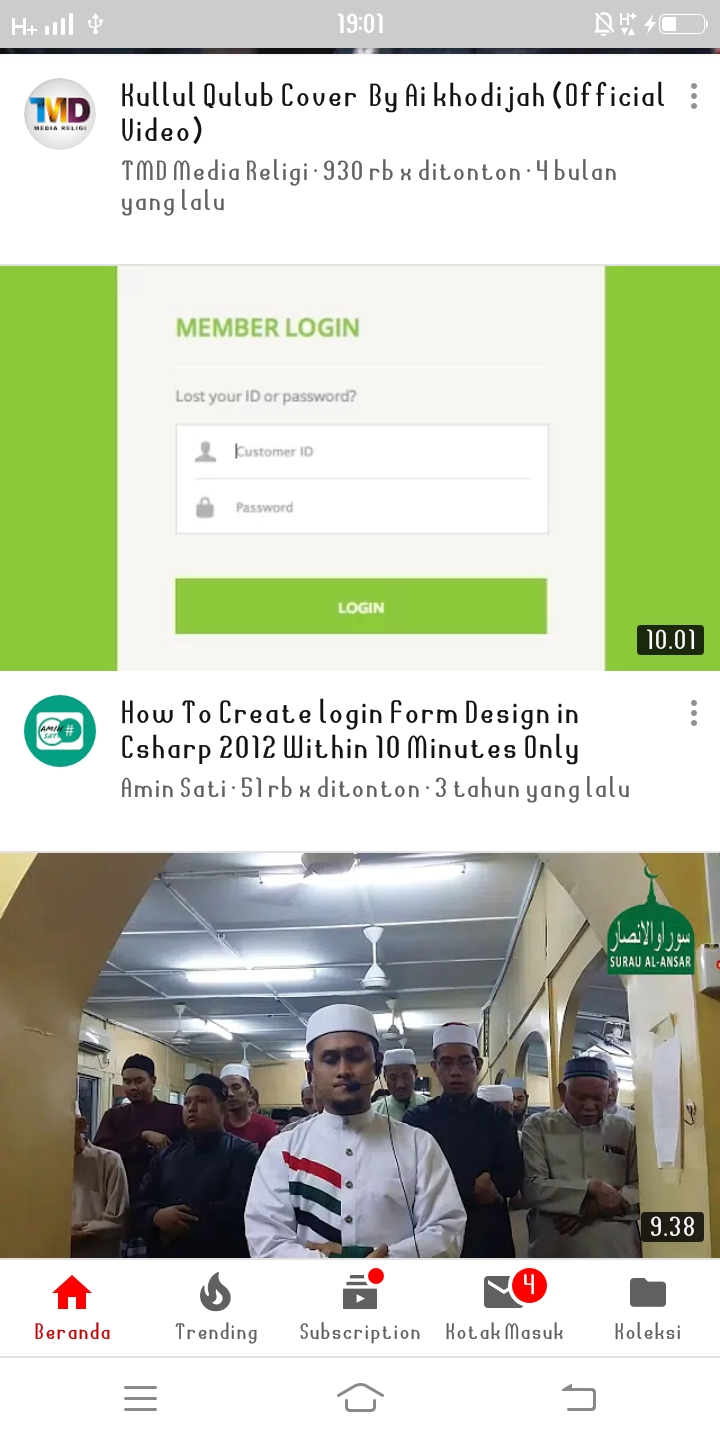 H+
19:01
H+
TMD
MEDIA RELIGI
Kullul Qulub Cover By Ai khodijah (Official
Video)
TMD Media Religi · 930 rb x ditonton · 4 bulan
yang lalu
MEMBER LOGIN
Lost your ID or password?
Customer ID
Password
LOGIN
10.01
AMIN
SATI
#
How To Create login Form Design in
Csharp 2012 Within 10 Minutes Only
Amin Sati · 51 rb x ditonton · 3 tahun yang lalu
سوراو الانصار
SURAU AL-ANSAR
9.38
4
Beranda
Trending
Subscription
Kotak Masuk
Koleksi